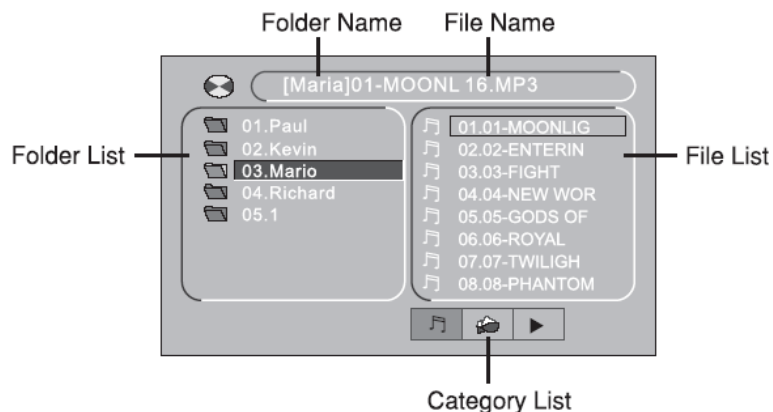 Folder Name File Name
[Maria]01-MOONL 16.MP3
Folder List
01.Paul
02.Kevin
03.Mario
04.Richard
05.1
01.01-MOONLIG
02.02-ENTERIN
03.03-FIGHT
04.04-NEW WOR
05.05-GODS OF
06.06-ROYAL
07.07-TWILIGH
08.08-PHANTOM
File List
Category List